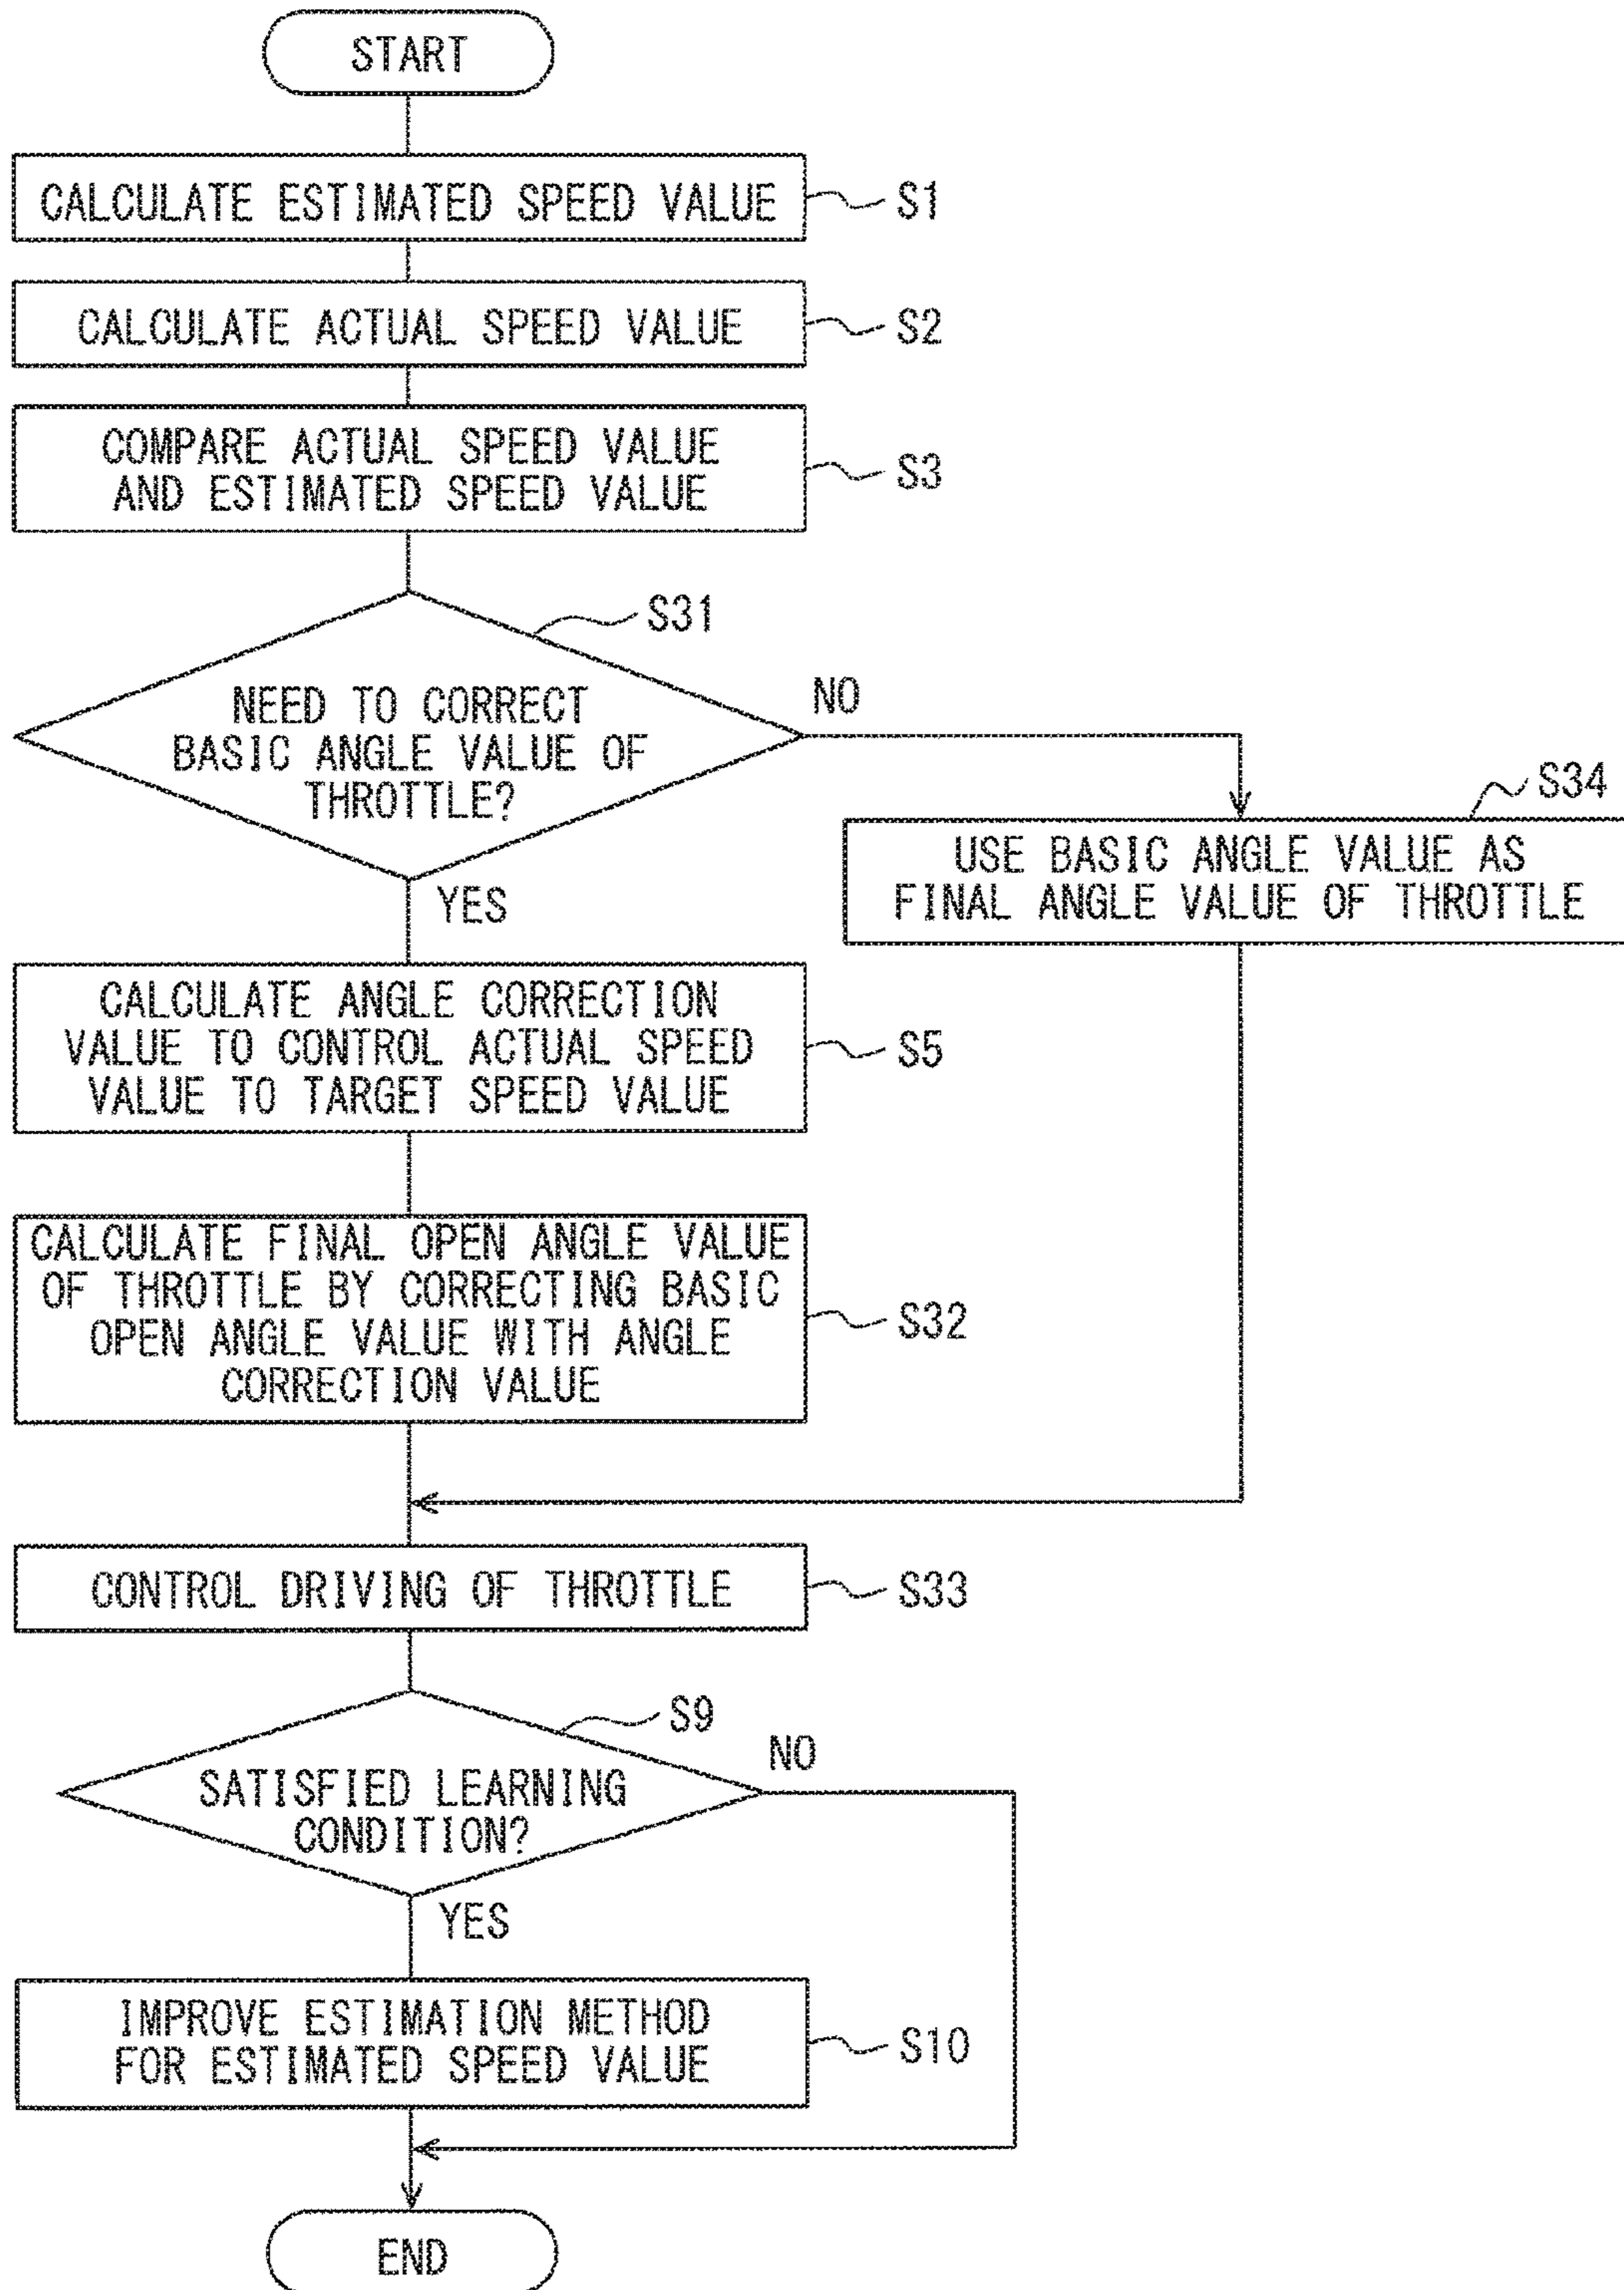 START
CALCULATE ESTIMATED SPEED VALUE
S1
CALCULATE ACTUAL SPEED VALUE
S2
COMPARE ACTUAL SPEED VALUE
AND ESTIMATED SPEED VALUE
S3
S31
NEED TO CORRECT
BASIC ANGLE VALUE OF
THROTTLE?
NO
YES
S34
USE BASIC ANGLE VALUE AS
FINAL ANGLE VALUE OF THROTTLE
CALCULATE ANGLE CORRECTION
VALUE TO CONTROL ACTUAL SPEED
VALUE TO TARGET SPEED VALUE
S5
CALCULATE FINAL OPEN ANGLE VALUE
OF THROTTLE BY CORRECTING BASIC
OPEN ANGLE VALUE WITH ANGLE
CORRECTION VALUE
S32
CONTROL DRIVING OF THROTTLE
S33
S9
SATISFIED LEARNING
CONDITION?
NO
YES
IMPROVE ESTIMATION METHOD
FOR ESTIMATED SPEED VALUE
S10
END